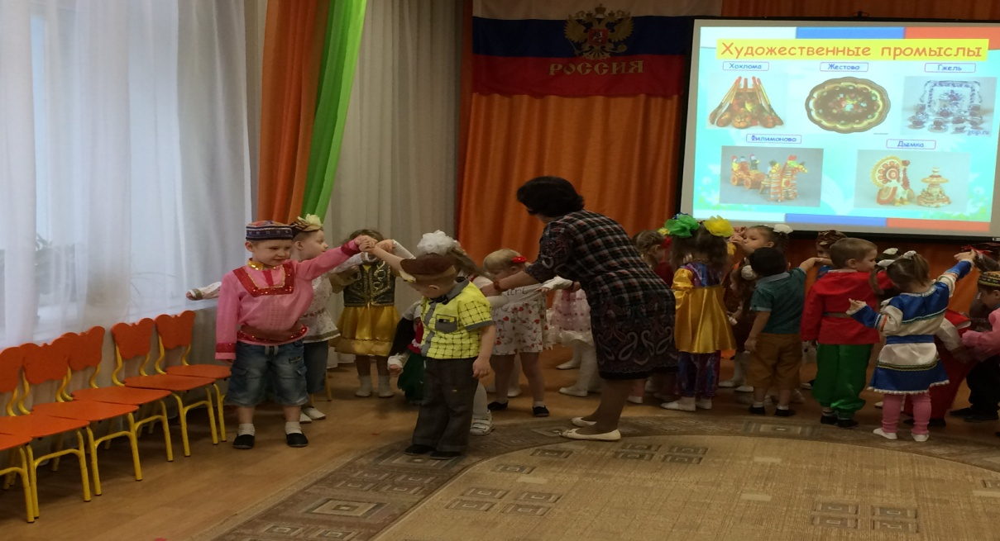 РОССИЯ
Художественные промыслы
Хохлома
Жестово
Гжель
Филимоново
Дымка